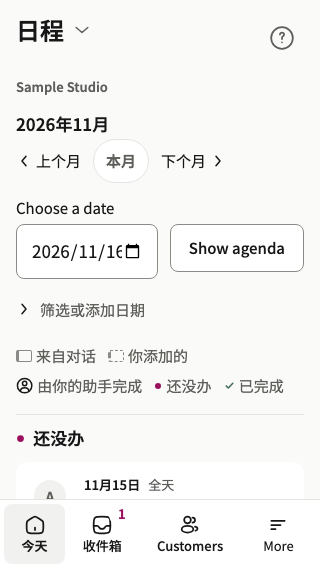 日程
Sample Studio
2026年11月
上个月 本月 下个月
Choose a date
2026/11/16 Show agenda
筛选或添加日期
来自对话 你添加的
由你的助手完成 还没办 已完成
还没办
11月15日 全天
A
今天 收件箱 1 Customers More